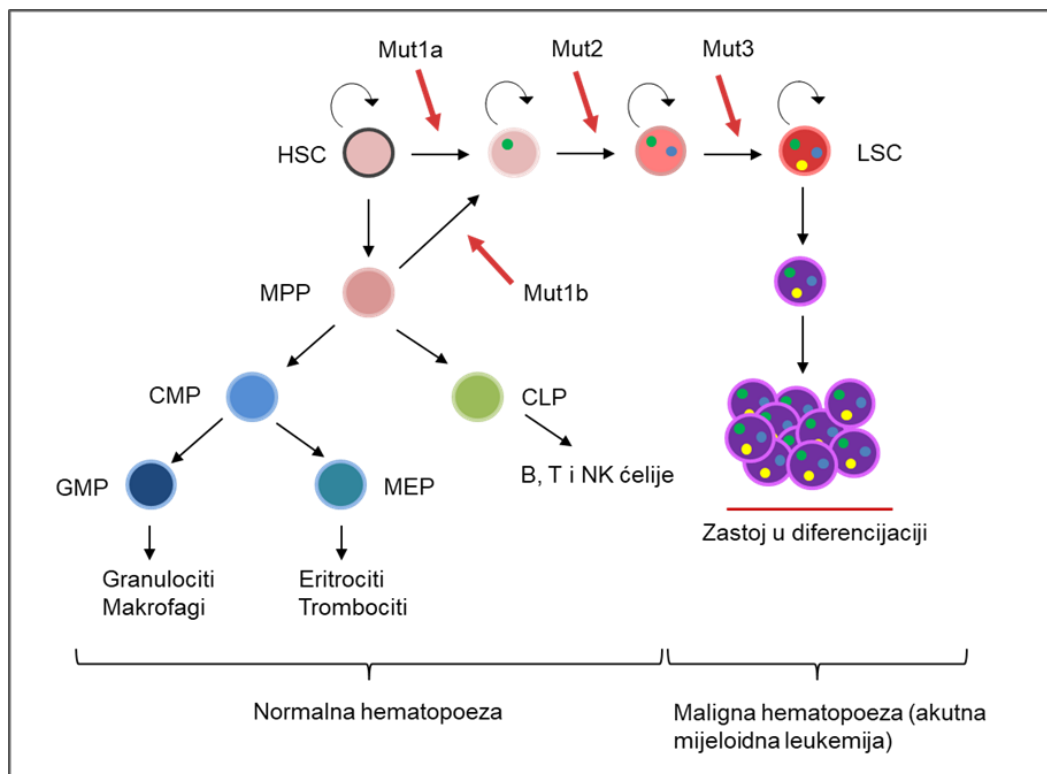 Mut1a
Mut2
Mut3
HSC
LSC
MPP
Mut1b
CMP
CLP
GMP
MEP
B, T i NK ćelije
Zastoj u diferencijaciji
Granulociti
Makrofagi
Eritrociti
Trombociti
Normalna hematopoeza
Maligna hematopoeza (akutna
mijeloidna leukemija)